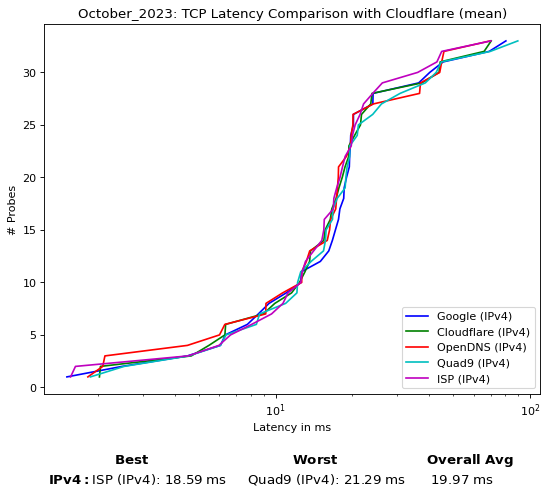 October_2023: TCP Latency Comparison with Cloudflare (mean)
# Probes
30
25
20
15
10
5
0
Google (IPv4)
Cloudflare (IPv4)
OpenDNS (IPv4)
Quad9 (IPv4)
ISP (IPv4)
10¹ 10²
Latency in ms
Best Worst Overall Avg
IPv4: ISP (IPv4): 18.59 ms Quad9 (IPv4): 21.29 ms 19.97 ms